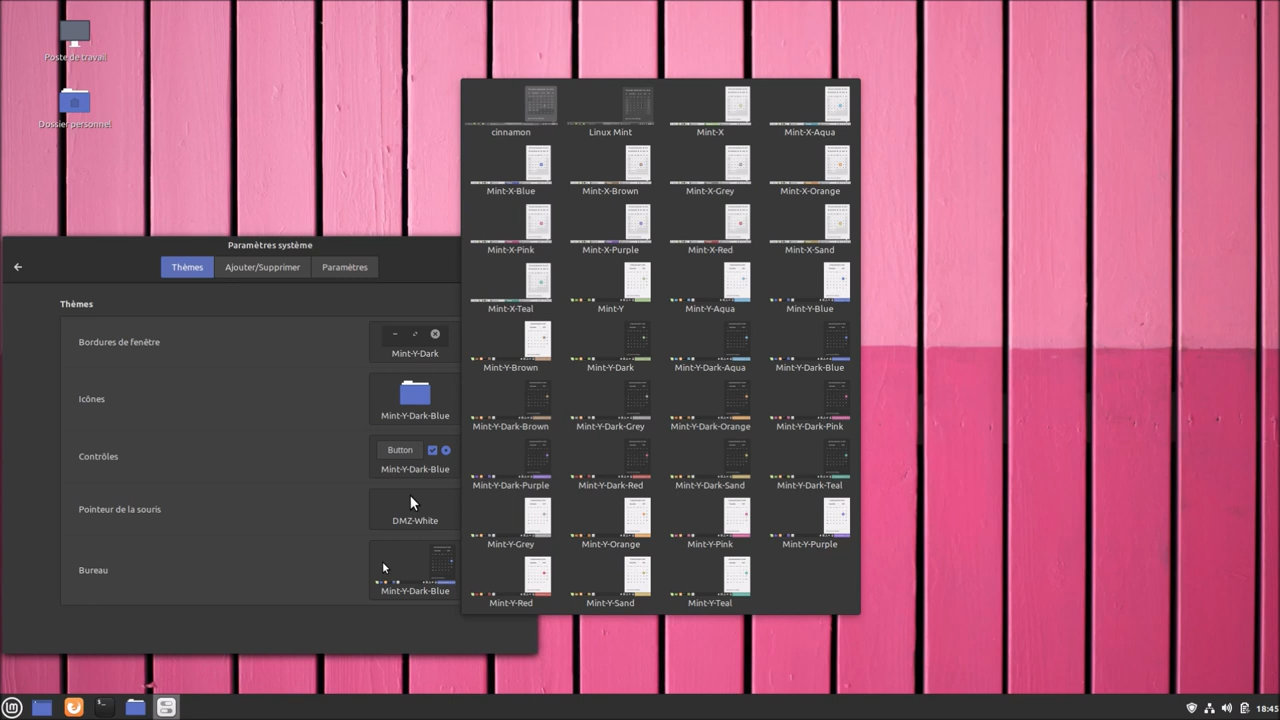 Poste de travail
Dossier personnel
Paramètres système
Thèmes
Ajouter/Supprimer
Paramètres
Thèmes
Bordures de fenêtre
Mint-Y-Dark
Icônes
Mint-Y-Dark-Blue
Contrôles
Button
Mint-Y-Dark-Blue
Pointeur de la souris
DMZ-White
Bureau
Mint-Y-Dark-Blue
cinnamon
Linux Mint
Mint-X
Mint-X-Aqua
Mint-X-Blue
Mint-X-Brown
Mint-X-Grey
Mint-X-Orange
Mint-X-Pink
Mint-X-Purple
Mint-X-Red
Mint-X-Sand
Mint-X-Teal
Mint-Y
Mint-Y-Aqua
Mint-Y-Blue
Mint-Y-Brown
Mint-Y-Dark
Mint-Y-Dark-Aqua
Mint-Y-Dark-Blue
Mint-Y-Dark-Brown
Mint-Y-Dark-Grey
Mint-Y-Dark-Orange
Mint-Y-Dark-Pink
Mint-Y-Dark-Purple
Mint-Y-Dark-Red
Mint-Y-Dark-Sand
Mint-Y-Dark-Teal
Mint-Y-Grey
Mint-Y-Orange
Mint-Y-Pink
Mint-Y-Purple
Mint-Y-Red
Mint-Y-Sand
Mint-Y-Teal
18:45